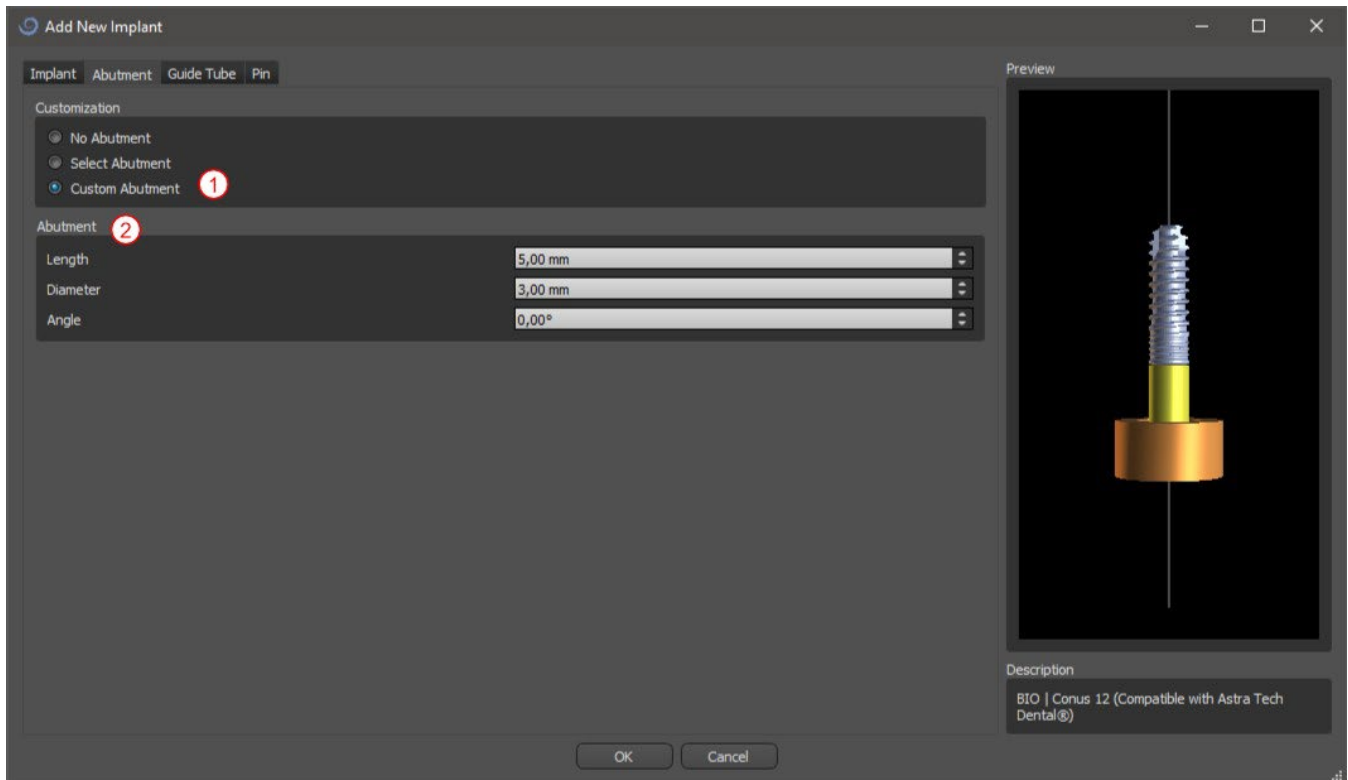 Add New Implant
Implant Abutment Guide Tube Pin
Customization
No Abutment
Select Abutment
Custom Abutment 1
Abutment 2
Length 5,00 mm
Diameter 3,00 mm
Angle 0,00°
Preview
Description
BIO | Conus 12 (Compatible with Astra Tech
Dental®)
OK Cancel